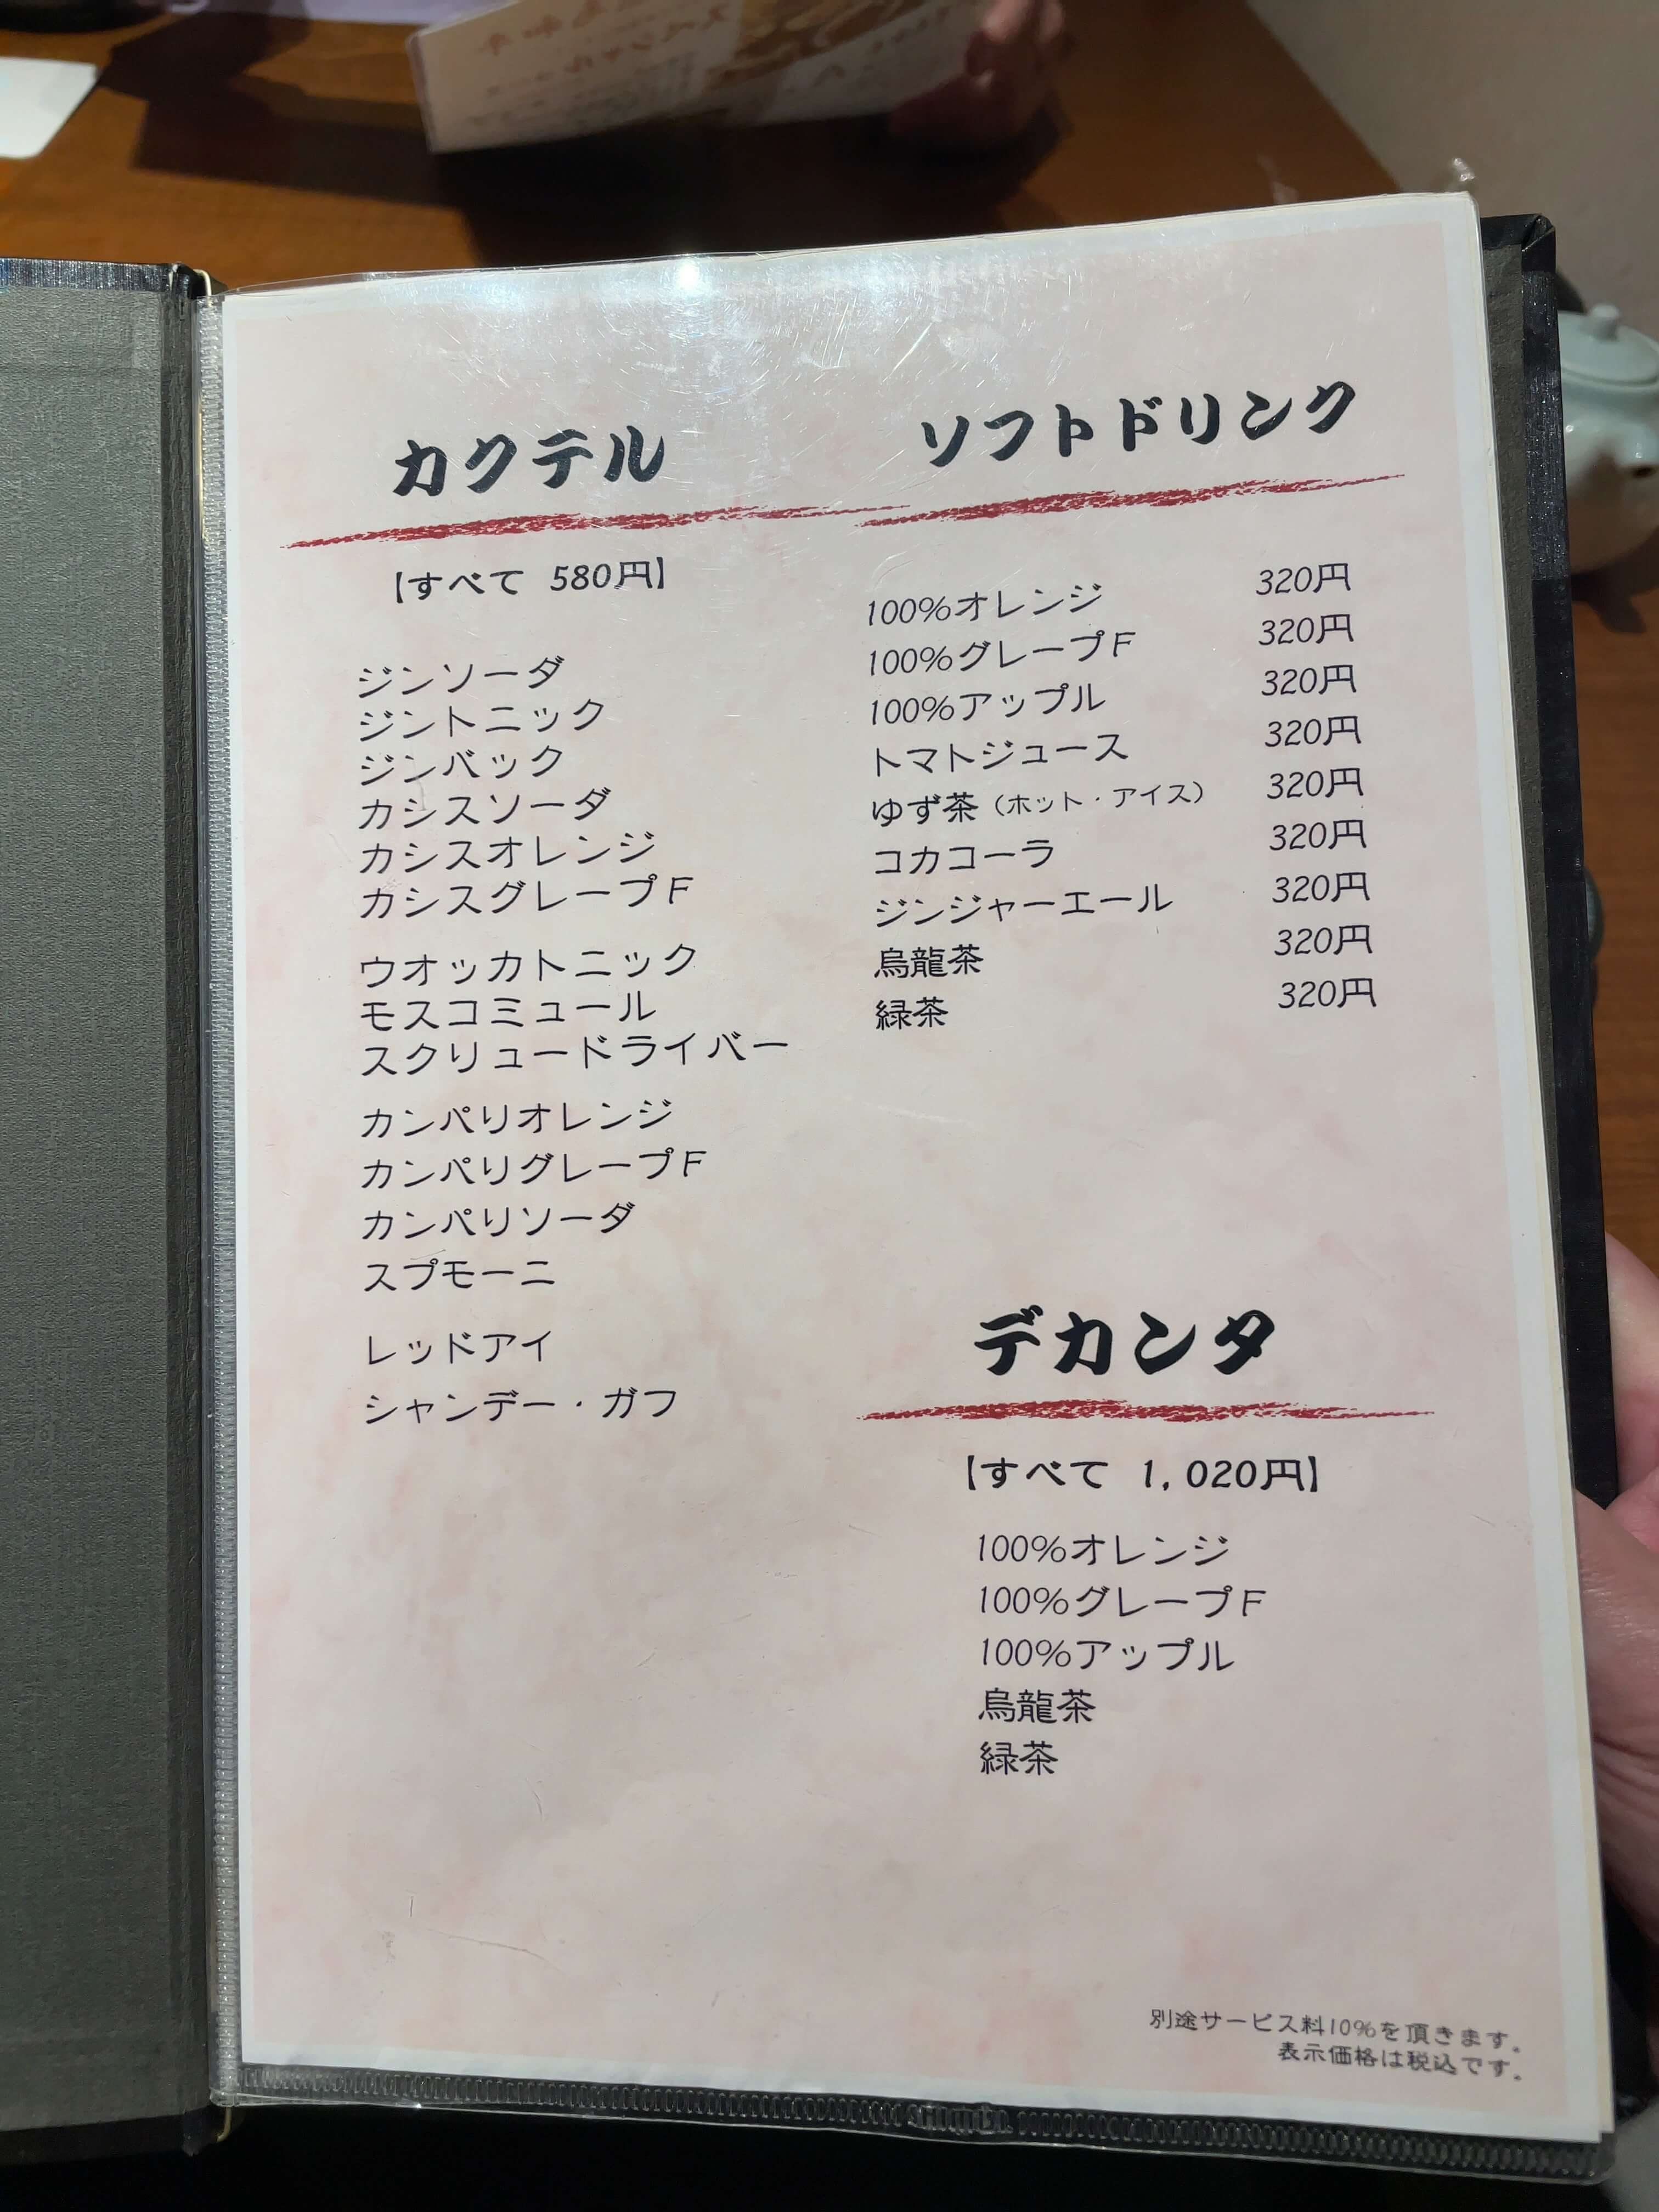 カクテル
【すべて 580円】
ジンソーダ
ジントニック
ジンバック
カシスソーダ
カシスオレンジ
カシスグレープF
ウオッカトニック
モスコミュール
スクリュードライバー
カンパリオレンジ
カンパリグレープF
カンパリソーダ
スプモーニ
レッドアイ
シャンデー・ガフ
ソフトドリンク
100%オレンジ 320円
100%グレープF 320円
100%アップル 320円
トマトジュース 320円
ゆず茶(ホット・アイス) 320円
コカコーラ 320円
ジンジャーエール 320円
烏龍茶 320円
緑茶 320円
デカンタ
【すべて 1,020円】
100%オレンジ
100%グレープF
100%アップル
烏龍茶
緑茶
別途サービス料10%を頂きます。
表示価格は税込です。